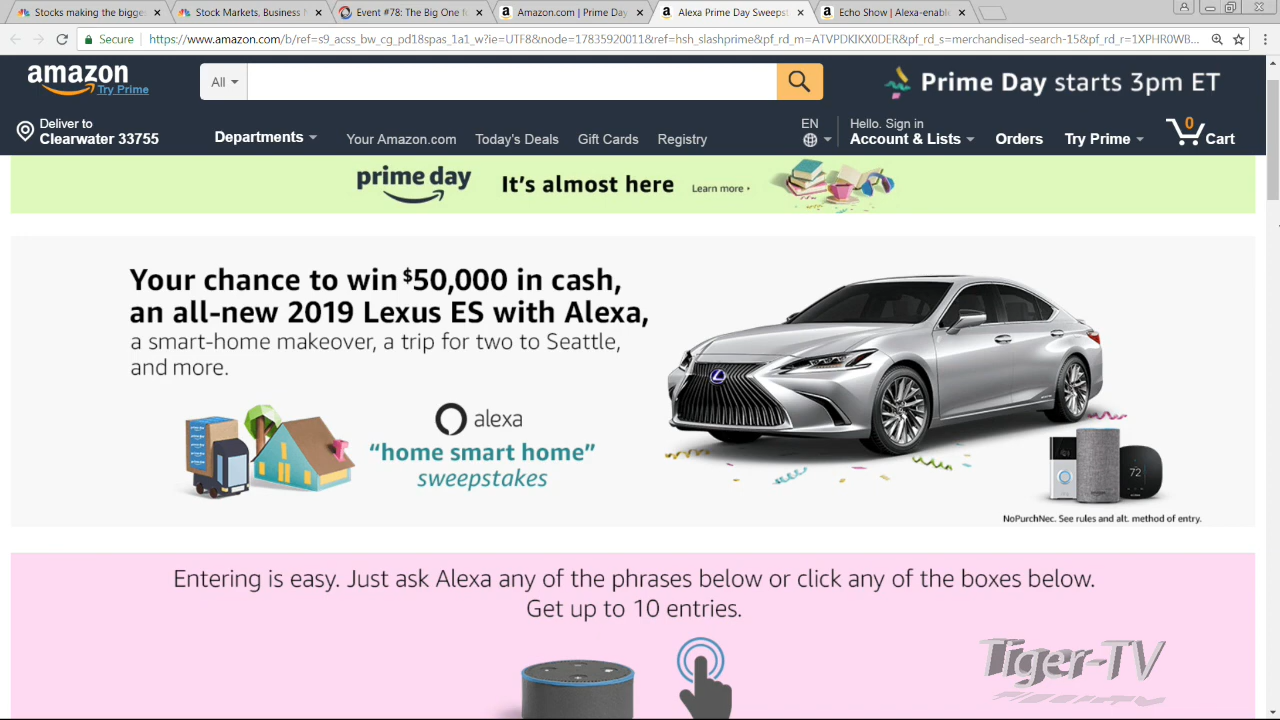 Stocks making the bigges
Stock Markets, Business N
Event #78: The Big One f
Amazon.com | Prime Day
Alexa Prime Day Sweepst
Echo Show | Alexa-enable
Secure
https://www.amazon.com/b/ref=s9_acss_bw_cg_pd18spas_1a1_w?ie=UTF8&node=17835920011&ref=hsh_slashprime&pf_rd_m=ATVPDKIKX0DER&pf_rd_s=merchandised-search-15&pf_rd_r=1XPHR0WB...
amazon
Try Prime
All
Prime Day starts 3pm ET
Deliver to
Clearwater 33755
Departments
Your Amazon.com
Today's Deals
Gift Cards
Registry
EN
Hello. Sign in
Account & Lists
Orders
Try Prime
0
Cart
prime day
It's almost here
Learn more
Your chance to win $50,000 in cash,
an all-new 2019 Lexus ES with Alexa,
a smart-home makeover, a trip for two to Seattle,
and more.
alexa
“home smart home”
sweepstakes
72
NoPurchNec. See rules and alt. method of entry.
Entering is easy. Just ask Alexa any of the phrases below or click any of the boxes below.
Get up to 10 entries.
Tiger-TV